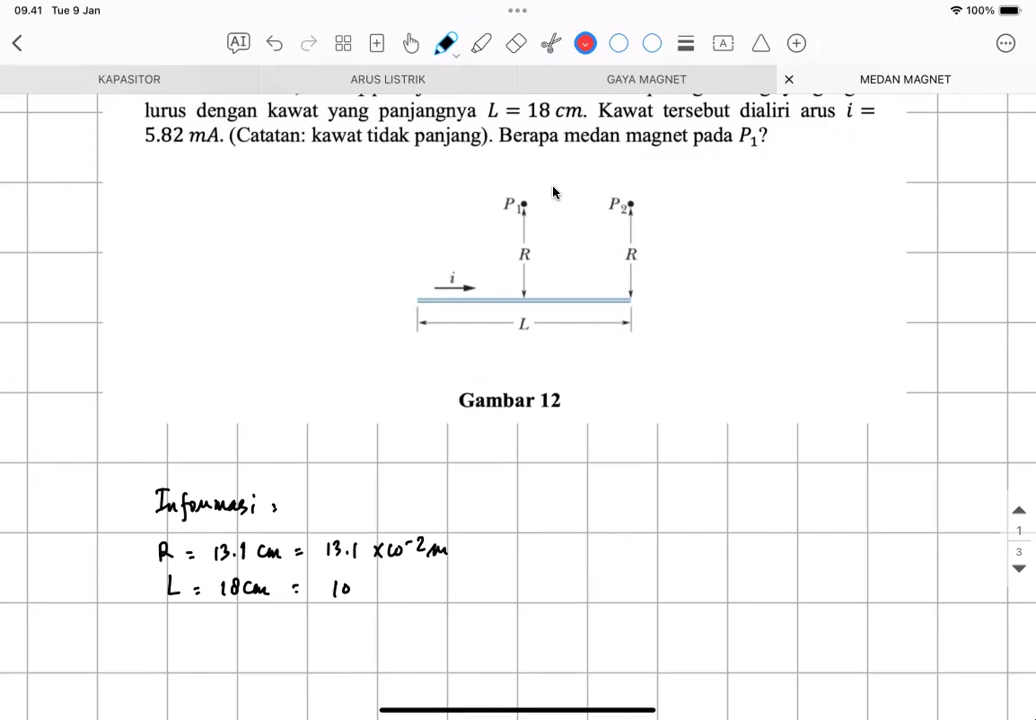 09.41 Tue 9 Jan
100%
AI
A
KAPASITOR
ARUS LISTRIK
GAYA MAGNET
MEDAN MAGNET
lurus dengan kawat yang panjangnya L = 18 cm. Kawat tersebut dialiri arus i =
5.82 mA. (Catatan: kawat tidak panjang). Berapa medan magnet pada P₁?
P₁
P₂
R
R
i
L
Gambar 12
Informasi :
R = 13.1 cm = 13.1 x10⁻² m
L = 18 cm = 10
1
3